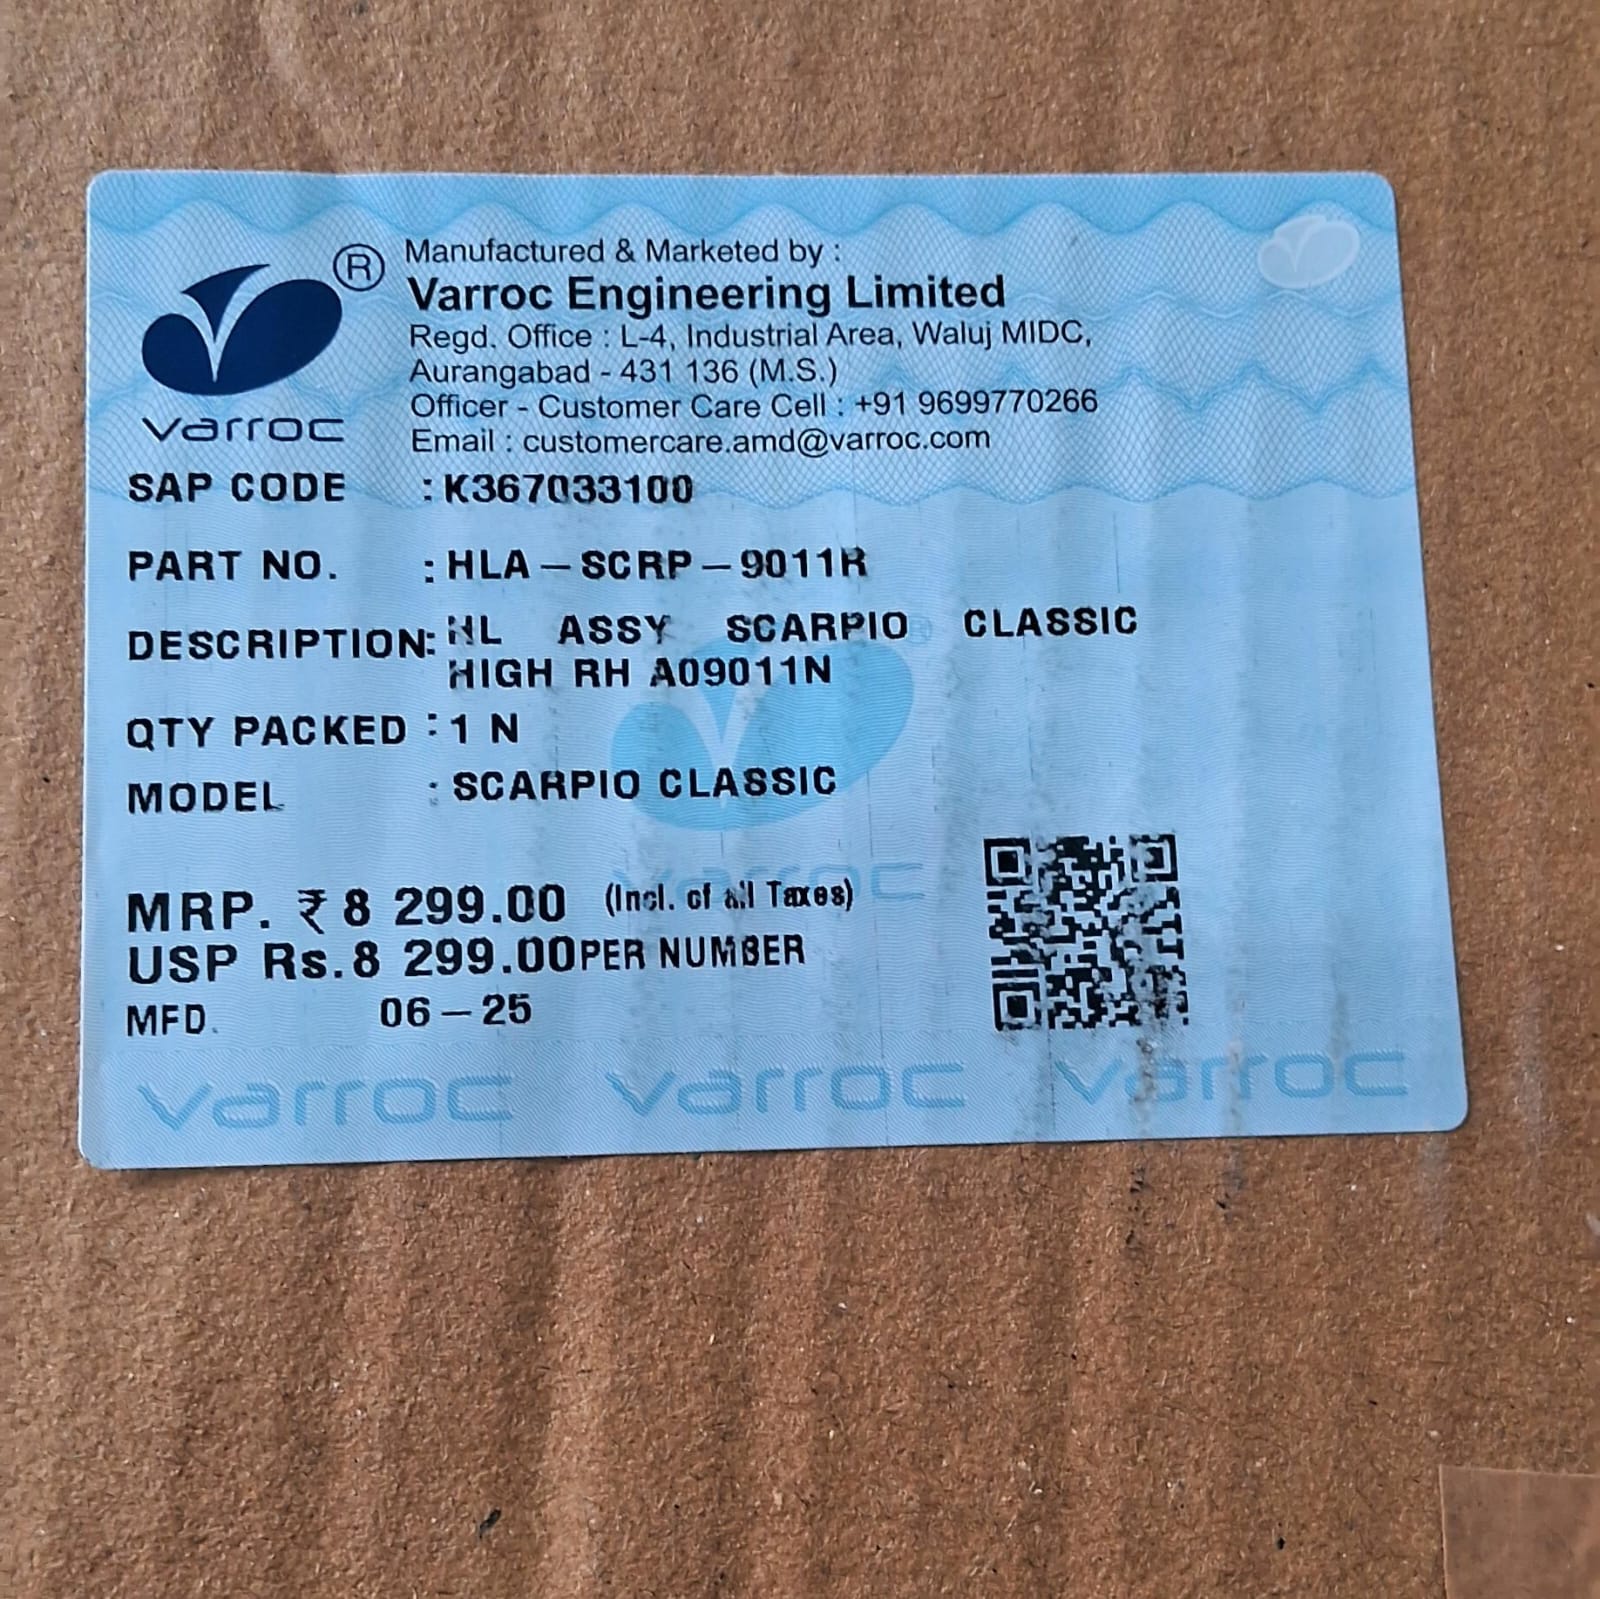 ®
varroc
Manufactured & Marketed by :
Varroc Engineering Limited
Regd. Office : L-4, Industrial Area, Waluj MIDC,
Aurangabad - 431 136 (M.S.)
Officer - Customer Care Cell : +91 9699770266
Email : customercare.amd@varroc.com
SAP CODE : K367033100
PART NO. : HLA-SCRP-9011R
DESCRIPTION: HL ASSY SCARPIO CLASSIC
HIGH RH A09011N
QTY PACKED : 1 N
MODEL : SCARPIO CLASSIC
varroc
MRP. ₹ 8 299.00 (Incl. of all Taxes)
USP Rs.8 299.00PER NUMBER
MFD. 06-25
varroc varroc varroc